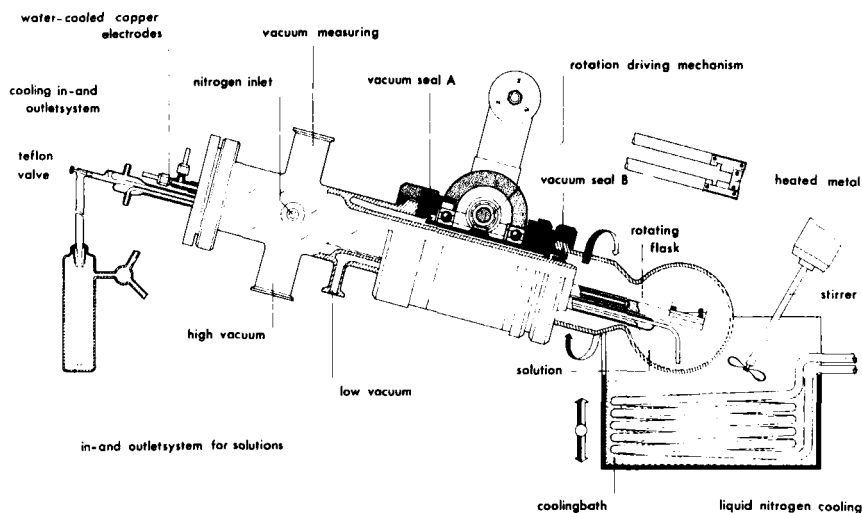 water-cooled copper
electrodes
vacuum measuring
nitrogen inlet
vacuum seal A
rotation driving mechanism
cooling in-and
outletsystem
teflon
valve
vacuum seal B
heated metal
rotating
flask
stirrer
high vacuum
solution
low vacuum
in-and outletsystem for solutions
coolingbath
liquid nitrogen cooling